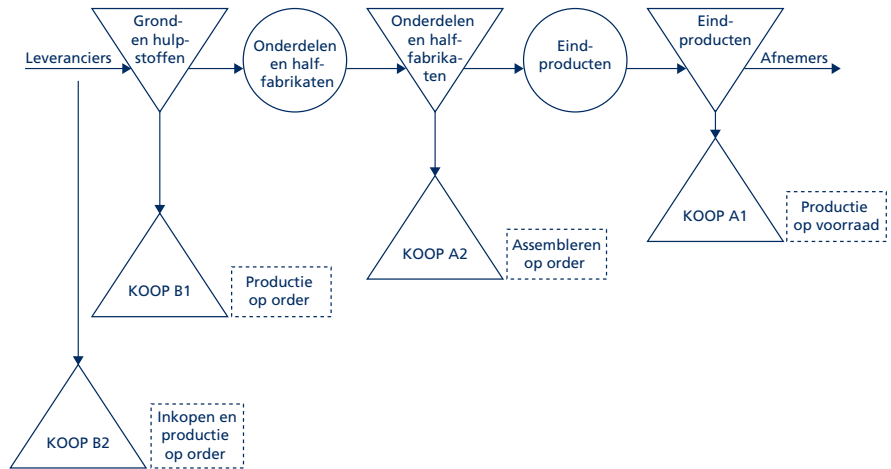 Grond-
en hulp-
stoffen
Onderdelen
en half-
fabrikaten
Onderdelen
en half-
fabrika-
ten
Eind-
producten
Eind-
producten
Leveranciers
Afnemers
KOOP A1
Productie
op voorraad
KOOP A2
Assembleren
op order
KOOP B1
Productie
op order
KOOP B2
Inkopen en
productie
op order